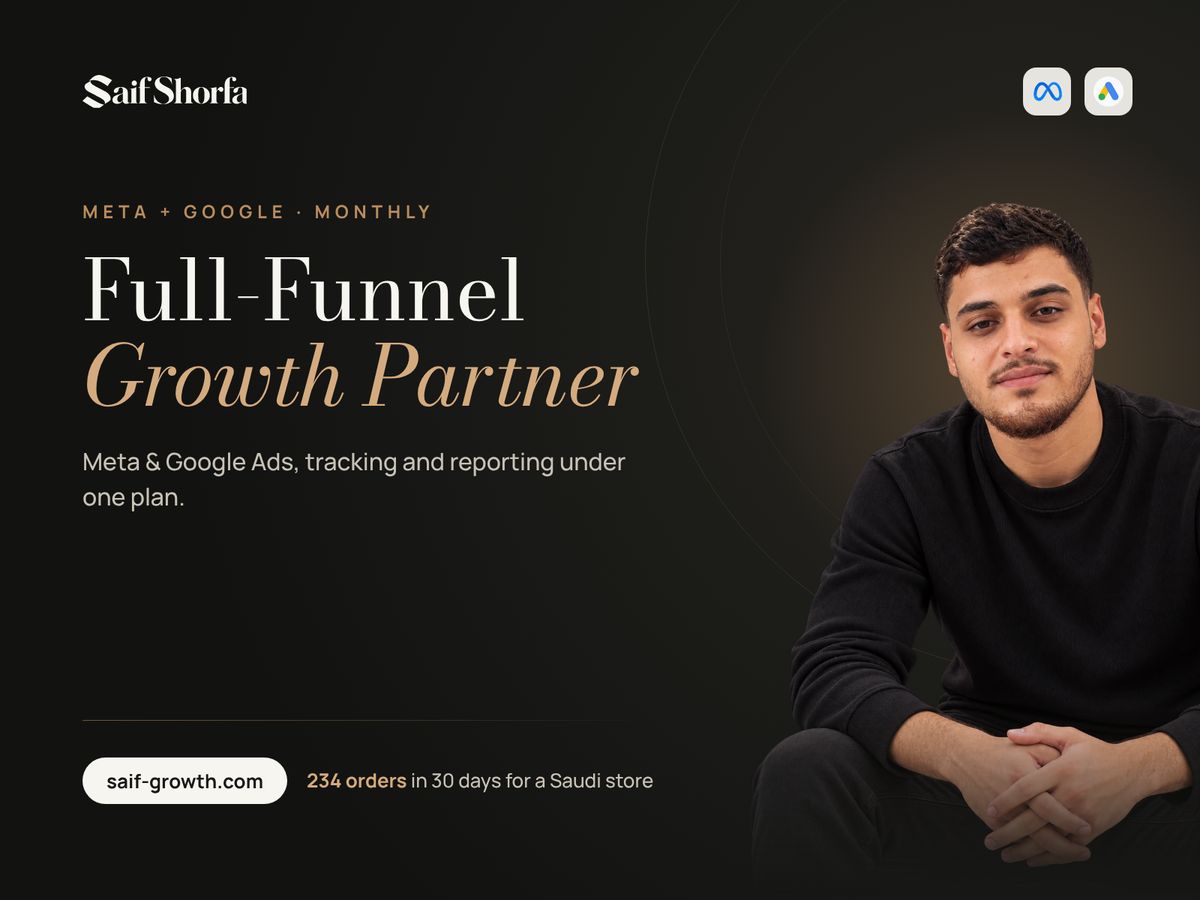 Saif Shorfa
META + GOOGLE · MONTHLY
Full-Funnel
Growth Partner
Meta & Google Ads, tracking and reporting under
one plan.
saif-growth.com
234 orders in 30 days for a Saudi store